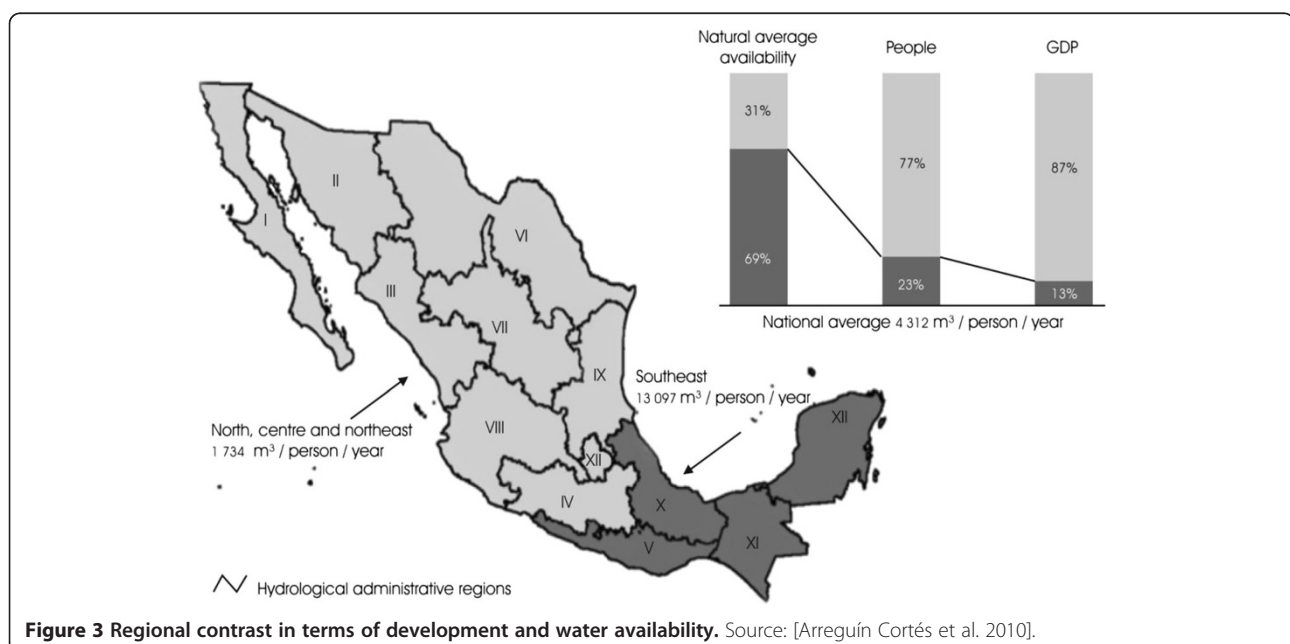 Natural average
availability
People
GDP
31%
77%
87%
69%
23%
13%
National average 4 312 m³ / person / year
I
II
VI
III
VII
IX
Southeast
13 097 m³ / person / year
XII
North, centre and northeast
1 734 m³ / person / year
VIII
XII
IV
X
V
XI
Hydrological administrative regions
Figure 3 Regional contrast in terms of development and water availability. Source: [Arreguín Cortés et al. 2010].